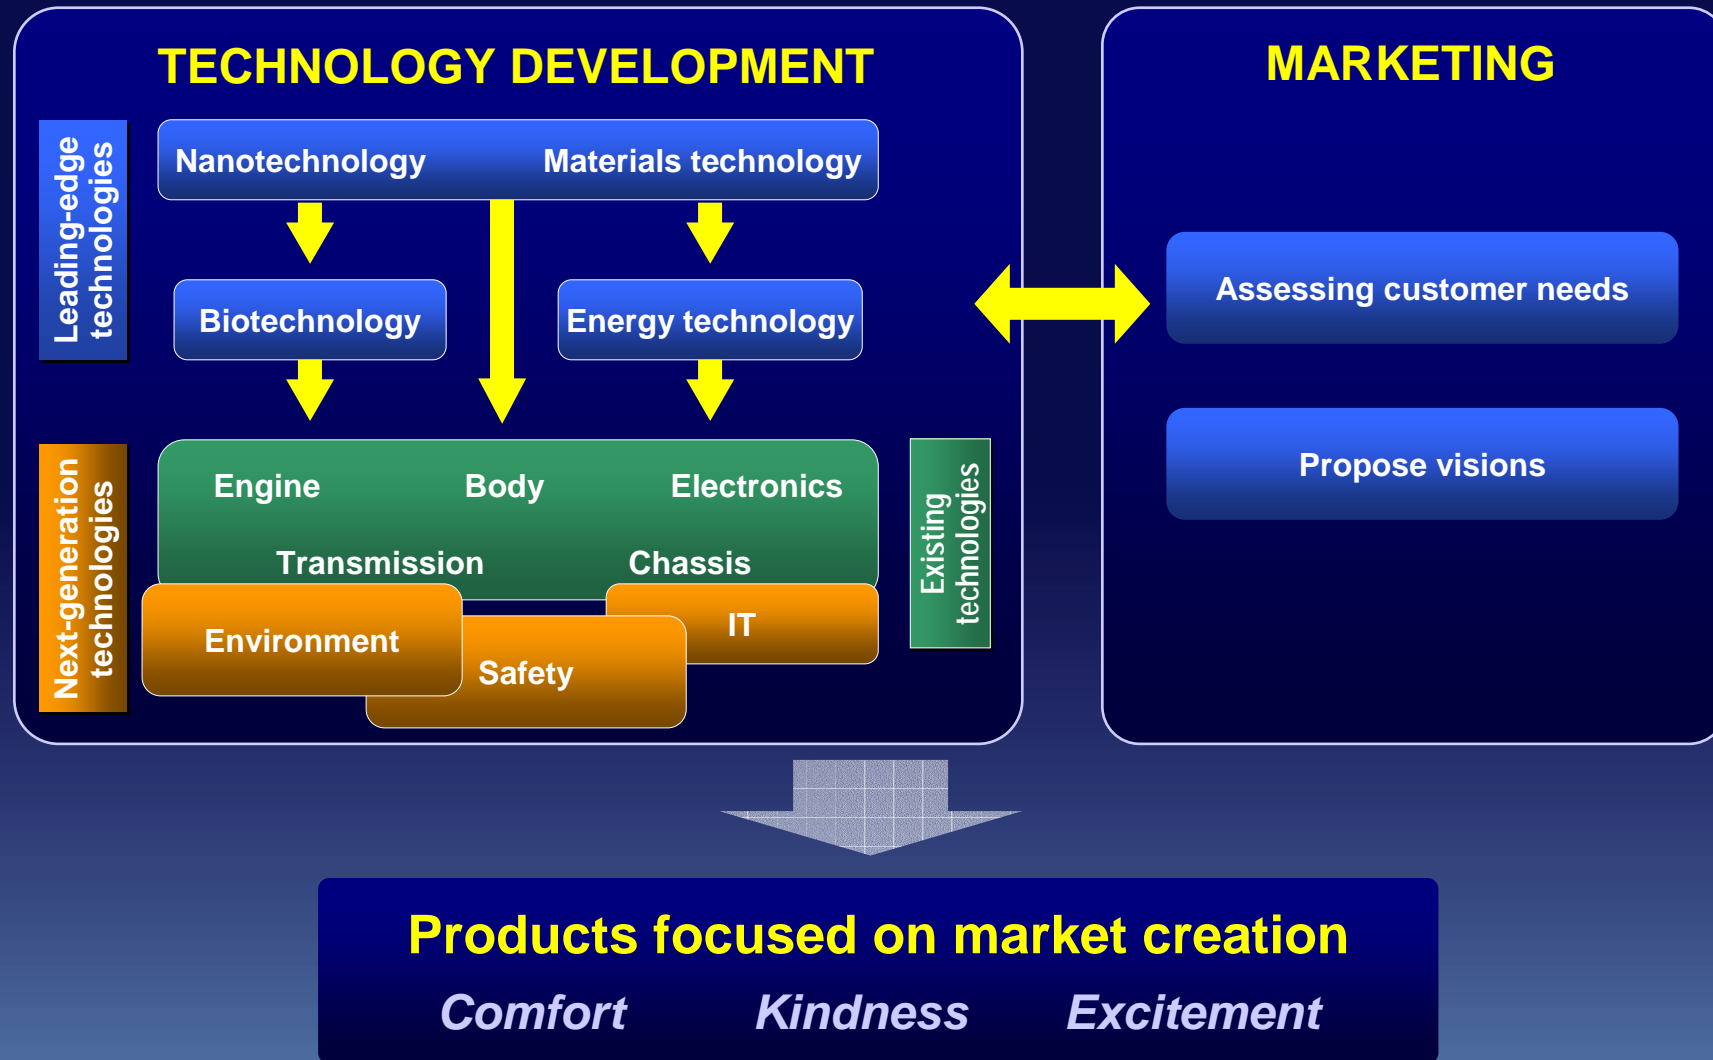 TECHNOLOGY DEVELOPMENT
Leading-edge
technologies
Nanotechnology
Materials technology
Biotechnology
Energy technology
Next-generation
technologies
Engine
Body
Electronics
Transmission
Chassis
Existing
technologies
Environment
IT
Safety
MARKETING
Assessing customer needs
Propose visions
Products focused on market creation
Comfort
Kindness
Excitement